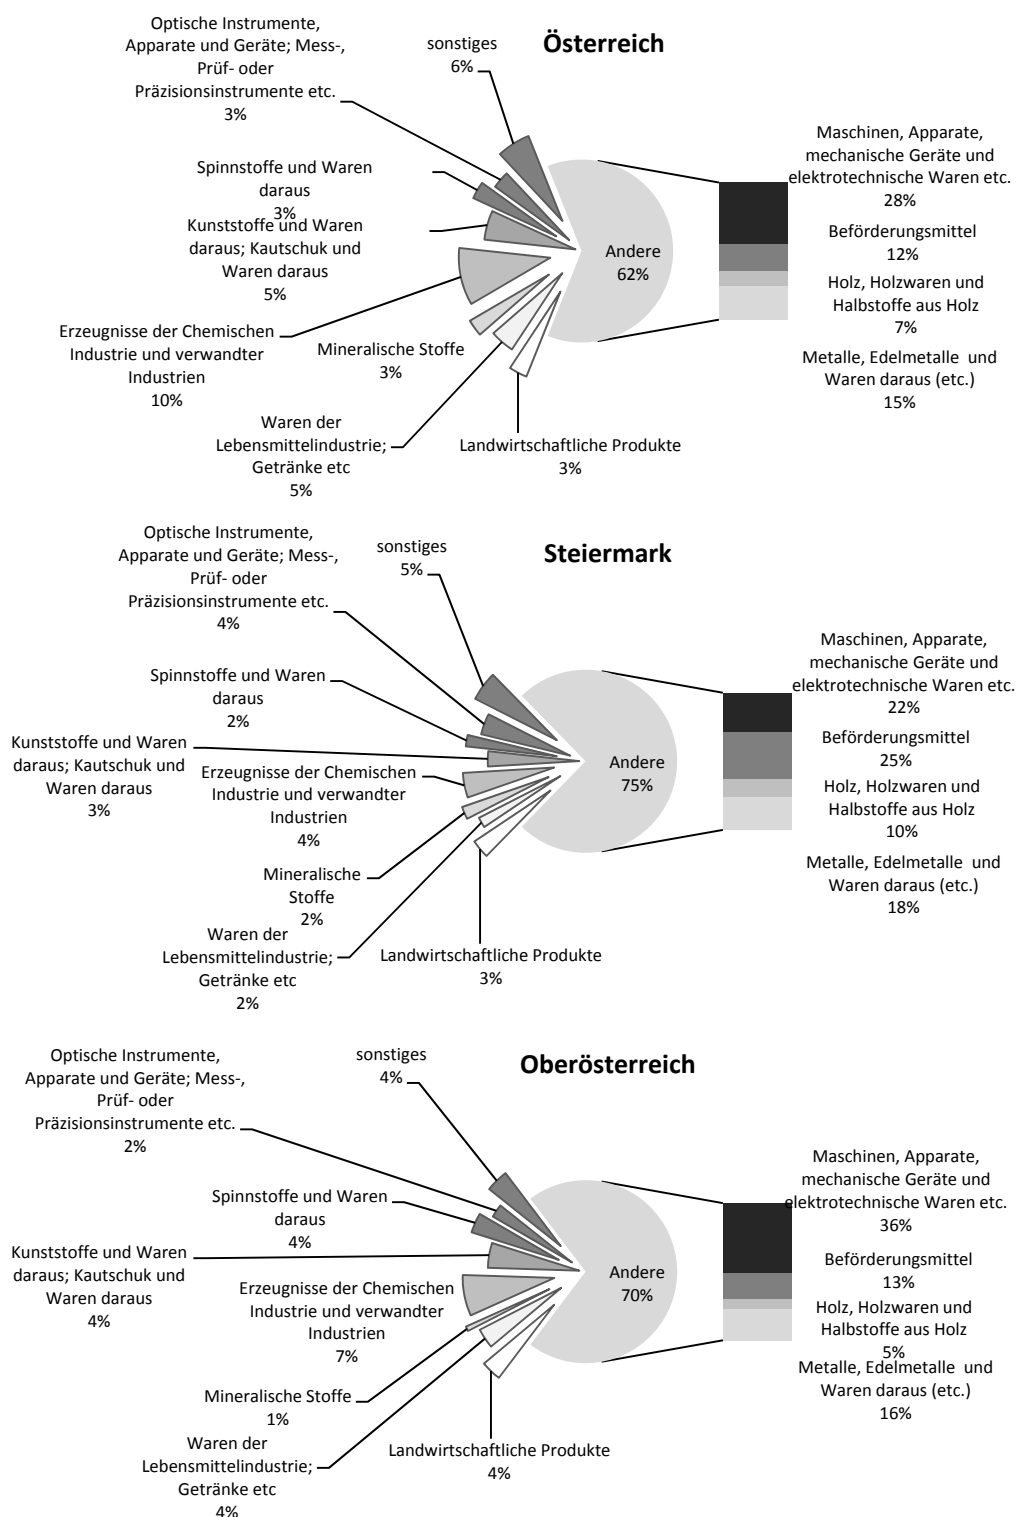 Österreich
Optische Instrumente,
Apparate und Geräte; Mess-,
Prüf- oder
Präzisionsinstrumente etc.
3%
sonstiges
6%
Spinnstoffe und Waren
daraus
3%
Kunststoffe und Waren
daraus; Kautschuk und
Waren daraus
5%
Erzeugnisse der Chemischen
Industrie und verwandter
Industrien
10%
Mineralische Stoffe
3%
Waren der
Lebensmittelindustrie;
Getränke etc
5%
Landwirtschaftliche Produkte
3%
Andere
62%
Maschinen, Apparate,
mechanische Geräte und
elektrotechnische Waren etc.
28%
Beförderungsmittel
12%
Holz, Holzwaren und
Halbstoffe aus Holz
7%
Metalle, Edelmetalle und
Waren daraus (etc.)
15%
Steiermark
Optische Instrumente,
Apparate und Geräte; Mess-,
Prüf- oder
Präzisionsinstrumente etc.
4%
sonstiges
5%
Spinnstoffe und Waren
daraus
2%
Kunststoffe und Waren
daraus; Kautschuk und
Waren daraus
3%
Erzeugnisse der Chemischen
Industrie und verwandter
Industrien
4%
Mineralische
Stoffe
2%
Waren der
Lebensmittelindustrie;
Getränke etc
2%
Landwirtschaftliche Produkte
3%
Andere
75%
Maschinen, Apparate,
mechanische Geräte und
elektrotechnische Waren etc.
22%
Beförderungsmittel
25%
Holz, Holzwaren und
Halbstoffe aus Holz
10%
Metalle, Edelmetalle und
Waren daraus (etc.)
18%
Oberösterreich
Optische Instrumente,
Apparate und Geräte; Mess-,
Prüf- oder
Präzisionsinstrumente etc.
2%
sonstiges
4%
Spinnstoffe und Waren
daraus
4%
Kunststoffe und Waren
daraus; Kautschuk und
Waren daraus
4%
Erzeugnisse der Chemischen
Industrie und verwandter
Industrien
7%
Mineralische Stoffe
1%
Waren der
Lebensmittelindustrie;
Getränke etc
4%
Landwirtschaftliche Produkte
4%
Andere
70%
Maschinen, Apparate,
mechanische Geräte und
elektrotechnische Waren etc.
36%
Beförderungsmittel
13%
Holz, Holzwaren und
Halbstoffe aus Holz
5%
Metalle, Edelmetalle und
Waren daraus (etc.)
16%